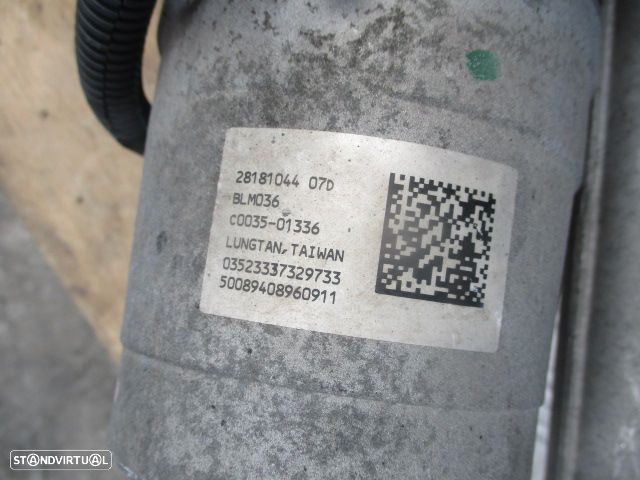 28181044 07D
BLM036
C0035-01336
LUNGTAN, TAIWAN
03523337329733
50089408960911
STANDVIRTUAL